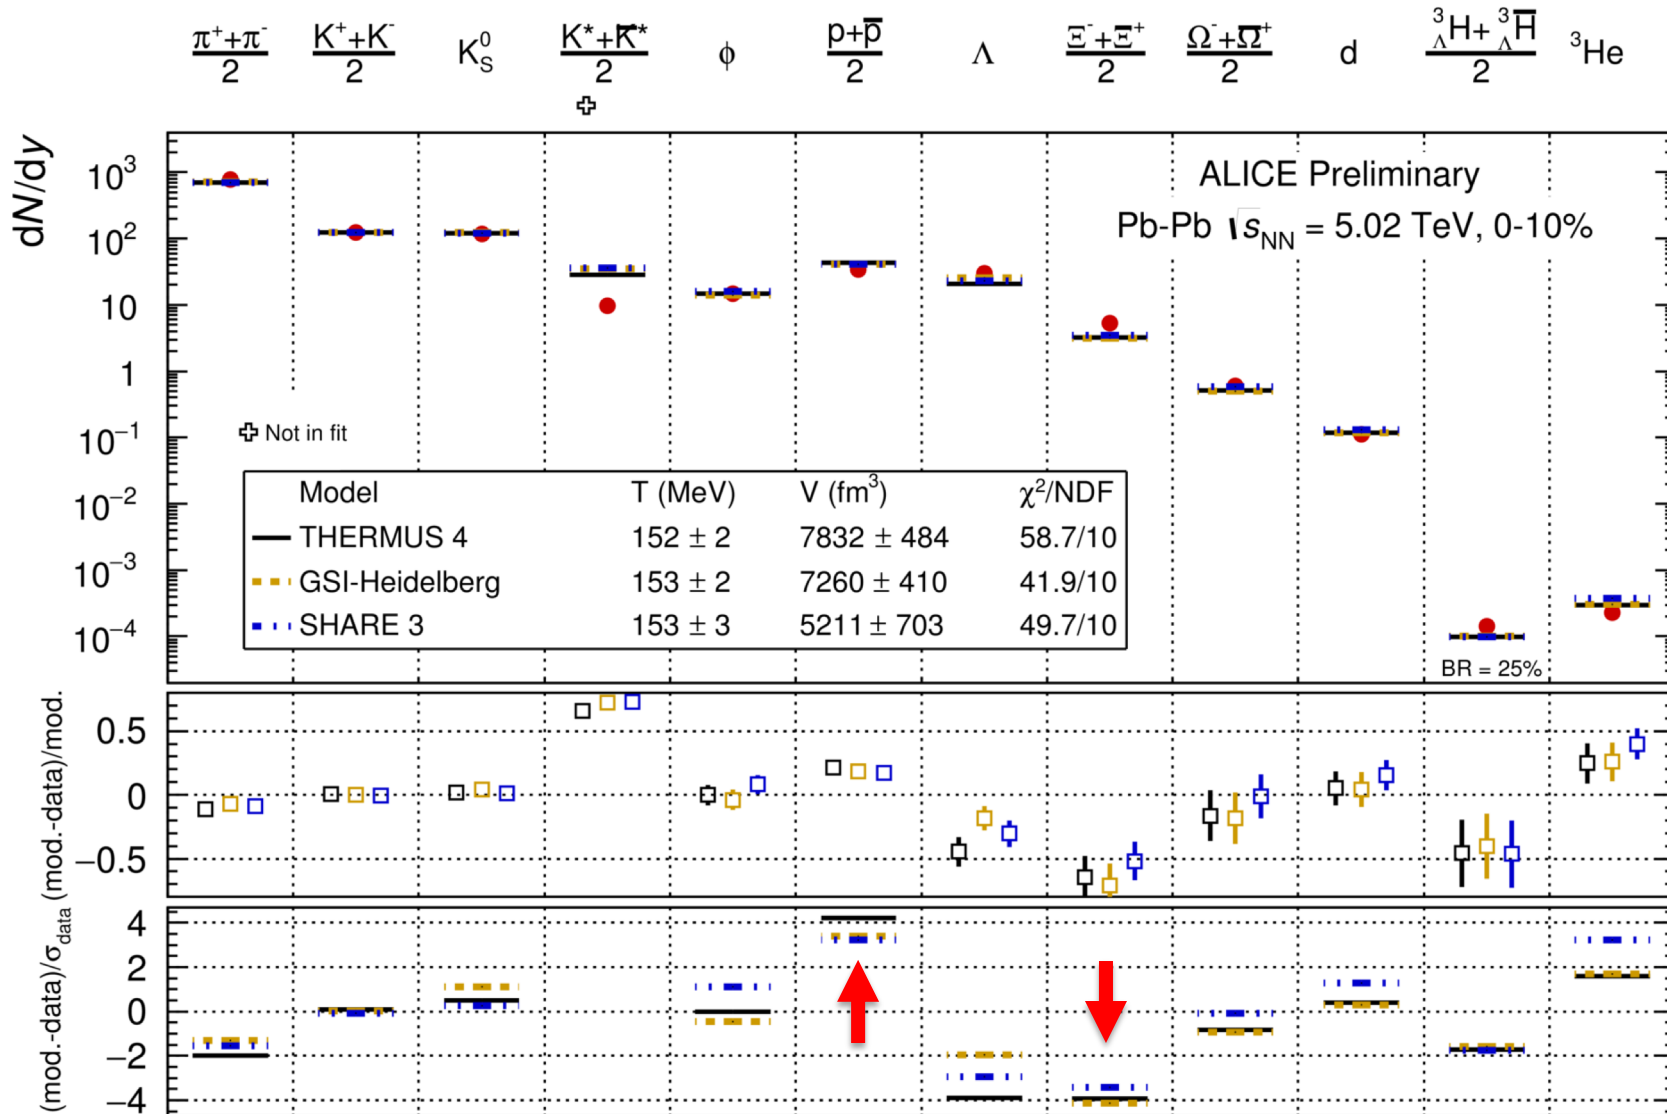 π⁺+π⁻ K⁺+K⁻ K⁰S K*+K̅* ϕ p+p̅ Λ Ξ⁻+Ξ̅⁺ Ω⁻+Ω̅⁺ d ³ΛH+³ΛH̅ ³He
2 2 2 2 2 2 2
dN/dy
10³
10²
10
1
10⁻¹
10⁻²
10⁻³
10⁻⁴
ALICE Preliminary
Pb-Pb √sNN = 5.02 TeV, 0-10%
Not in fit
Model T (MeV) V (fm³) χ²/NDF
THERMUS 4 152 ± 2 7832 ± 484 58.7/10
GSI-Heidelberg 153 ± 2 7260 ± 410 41.9/10
SHARE 3 153 ± 3 5211 ± 703 49.7/10
BR = 25%
(mod.-data)/mod.
0.5
0
−0.5
(mod.-data)/σdata
4
2
0
−2
−4